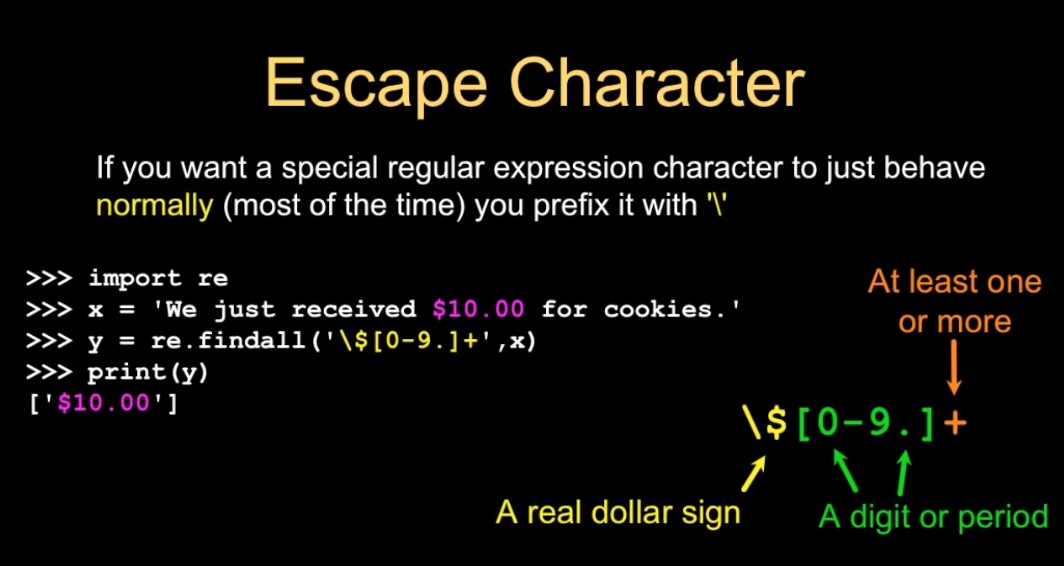 Escape Character
If you want a special regular expression character to just behave
normally (most of the time) you prefix it with '\'
>>> import re
>>> x = 'We just received $10.00 for cookies.'
>>> y = re.findall('\$[0-9.]+',x)
>>> print(y)
['$10.00']
At least one
or more
\$[0-9.]+
A real dollar sign
A digit or period